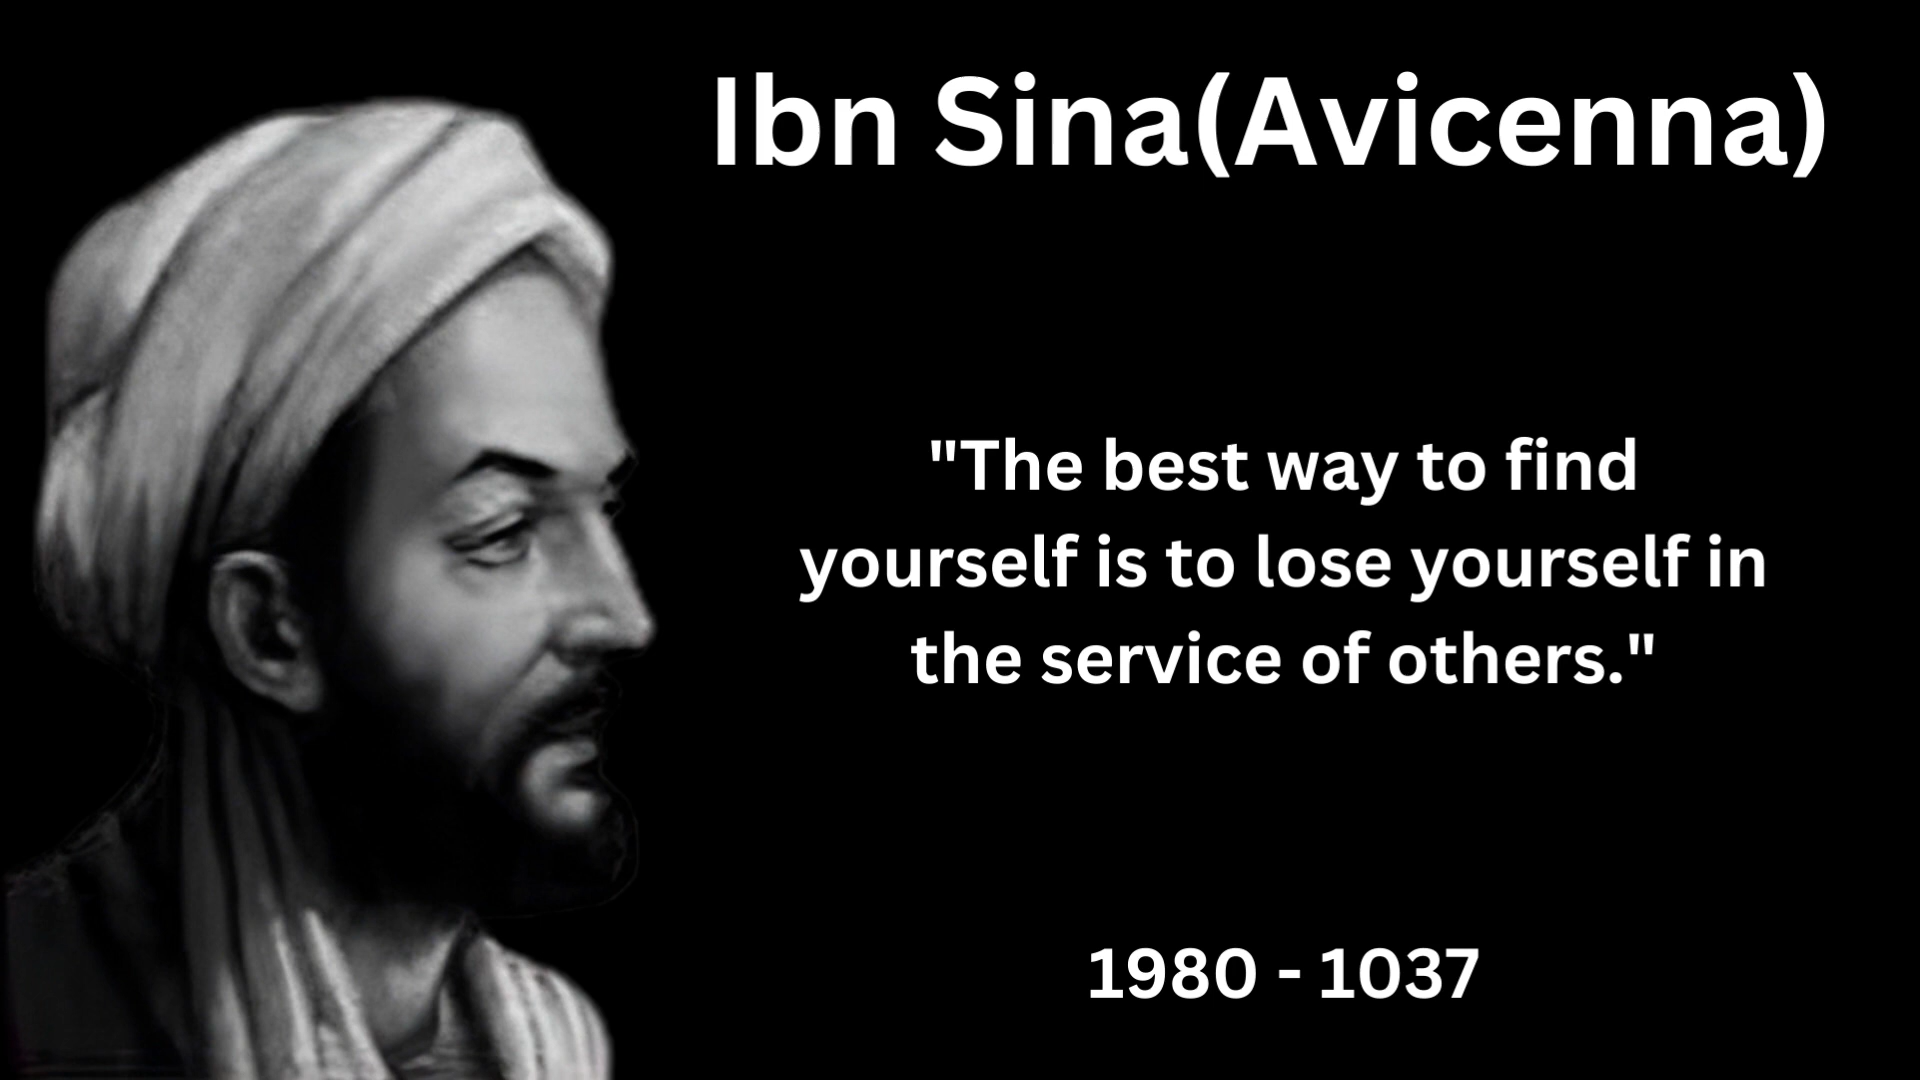 Ibn Sina(Avicenna)
"The best way to find
yourself is to lose yourself in
the service of others."
1980 - 1037